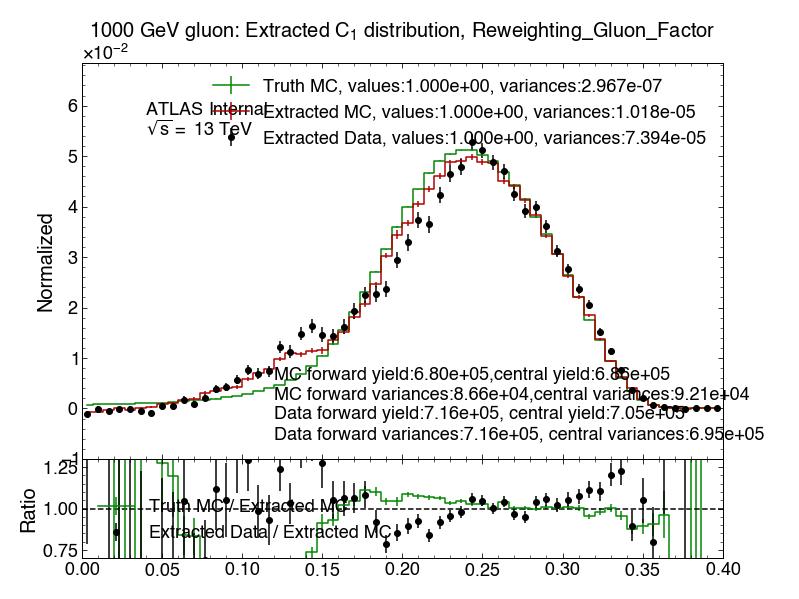 1000 GeV gluon: Extracted C₁ distribution, Reweighting_Gluon_Factor
×10⁻²
Truth MC, values:1.000e+00, variances:2.967e-07
ATLAS Internal
Extracted MC, values:1.000e+00, variances:1.018e-05
√s = 13 TeV
Extracted Data, values:1.000e+00, variances:7.394e-05
6
5
4
3
2
1
0
Normalized
MC forward yield:6.80e+05,central yield:6.86e+05
MC forward variances:8.66e+04,central variances:9.21e+04
Data forward yield:7.16e+05, central yield:7.05e+05
Data forward variances:7.16e+05, central variances:6.95e+05
1.25
1.00
0.75
Ratio
Truth MC / Extracted MC
Extracted Data / Extracted MC
0.00 0.05 0.10 0.15 0.20 0.25 0.30 0.35 0.40